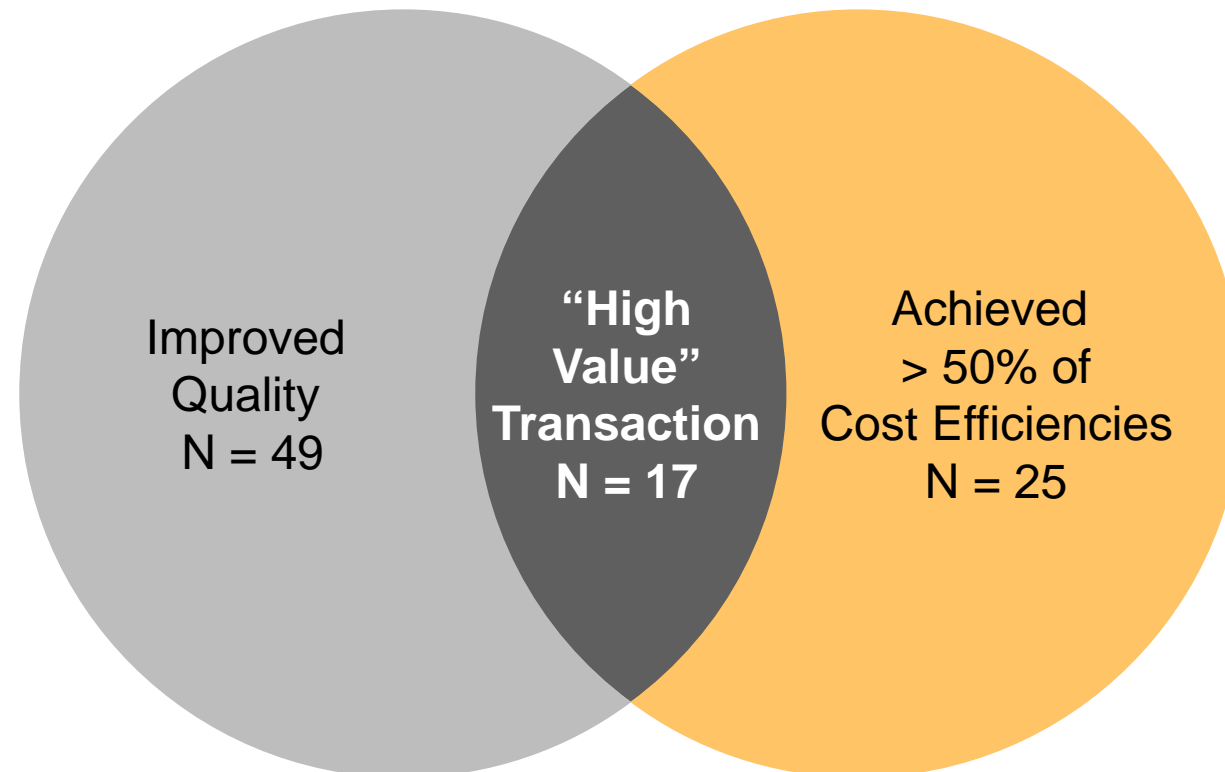 Improved
Quality
N = 49
“High
Value”
Transaction
N = 17
Achieved
> 50% of
Cost Efficiencies
N = 25